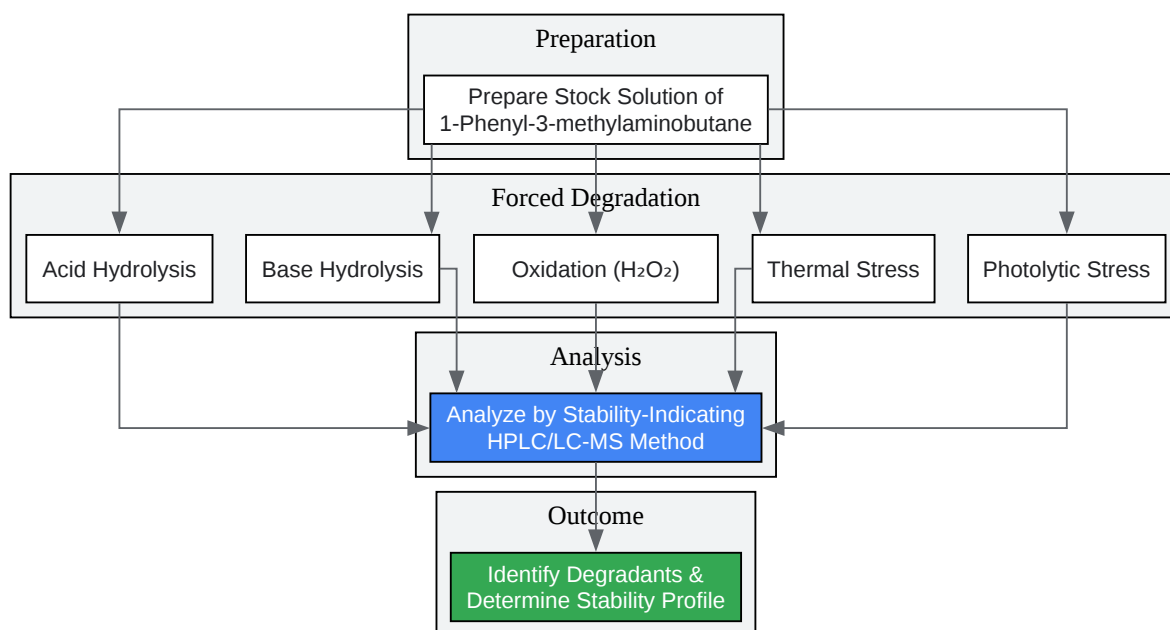 Preparation
Prepare Stock Solution of
1-Phenyl-3-methylaminobutane
Forced Degradation
Acid Hydrolysis
Base Hydrolysis
Oxidation (H₂O₂)
Thermal Stress
Photolytic Stress
Analysis
Analyze by Stability-Indicating
HPLC/LC-MS Method
Outcome
Identify Degradants &
Determine Stability Profile